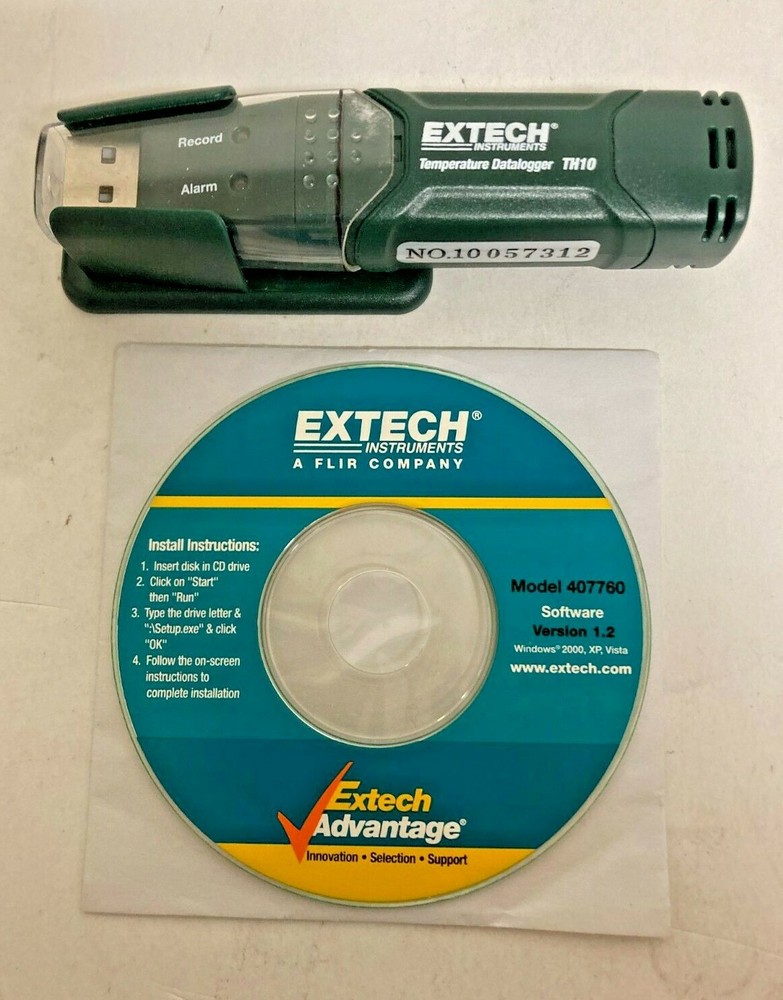 Record
Alarm
EXTECH®
INSTRUMENTS
Temperature Datalogger TH10
NO.10057312
EXTECH®
INSTRUMENTS
A FLIR COMPANY
Install Instructions:
1. Insert disk in CD drive
2. Click on "Start"
then "Run"
3. Type the drive letter &
":\Setup.exe" & click
"OK"
4. Follow the on-screen
instructions to
complete installation
Model 407760
Software
Version 1.2
Windows® 2000, XP, Vista
www.extech.com
Extech
Advantage®
Innovation • Selection • Support